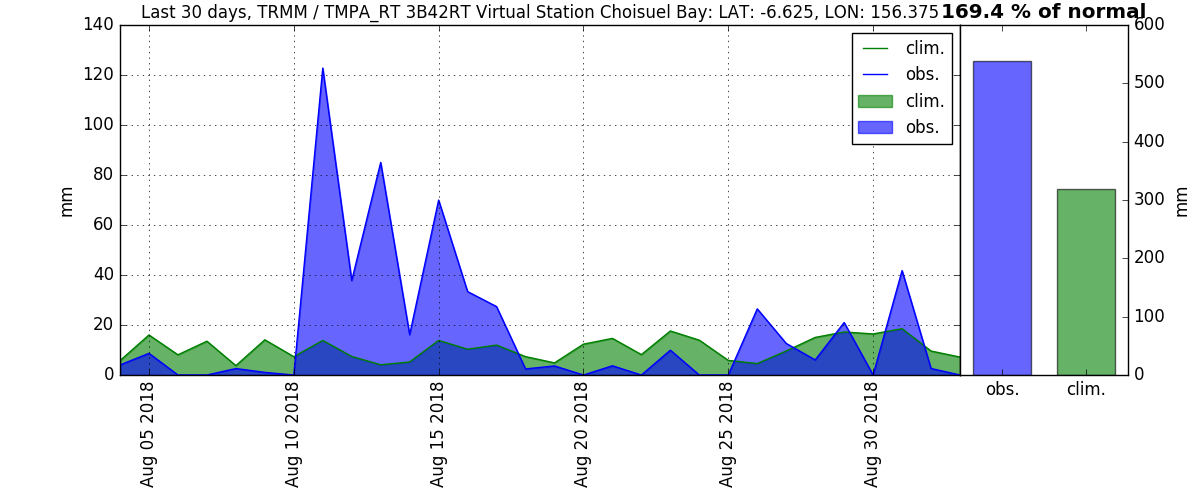 Last 30 days, TRMM / TMPA_RT 3B42RT Virtual Station Choisuel Bay: LAT: -6.625, LON: 156.375
169.4 % of normal
140
120
100
80
60
40
20
0
mm
clim.
obs.
clim.
obs.
Aug 05 2018
Aug 10 2018
Aug 15 2018
Aug 20 2018
Aug 25 2018
Aug 30 2018
600
500
400
300
200
100
0
mm
obs.
clim.